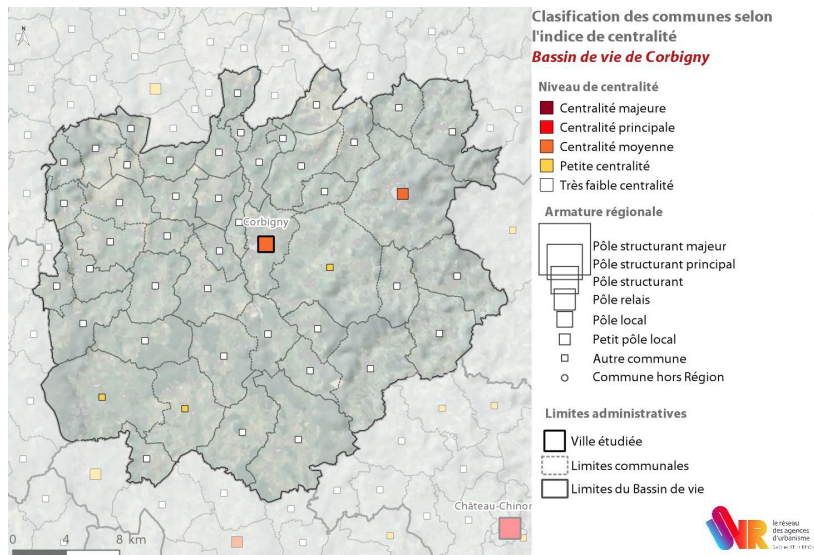 Clasification des communes selon
l'indice de centralité
Bassin de vie de Corbigny
Niveau de centralité
Centralité majeure
Centralité principale
Centralité moyenne
Petite centralité
Très faible centralité
Armature régionale
Pôle structurant majeur
Pôle structurant principal
Pôle structurant
Pôle relais
Pôle local
Petit pôle local
Autre commune
Commune hors Région
Limites administratives
Ville étudiée
Limites communales
Limites du Bassin de vie
N
Corbigny
Château-Chinon
0 4 8 km
le réseau
des agences
d'urbanisme